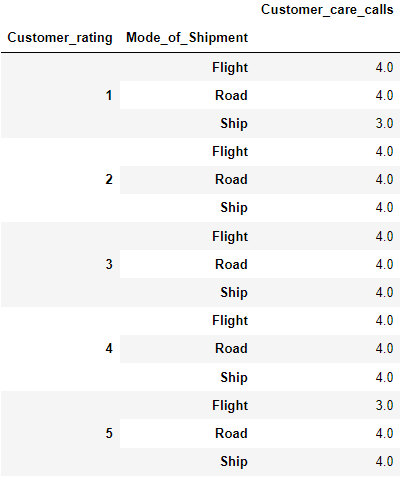 Customer_care_calls
Customer_rating Mode_of_Shipment
Flight 4.0
1 Road 4.0
Ship 3.0
Flight 4.0
2 Road 4.0
Ship 4.0
Flight 4.0
3 Road 4.0
Ship 4.0
Flight 4.0
4 Road 4.0
Ship 4.0
Flight 3.0
5 Road 4.0
Ship 4.0